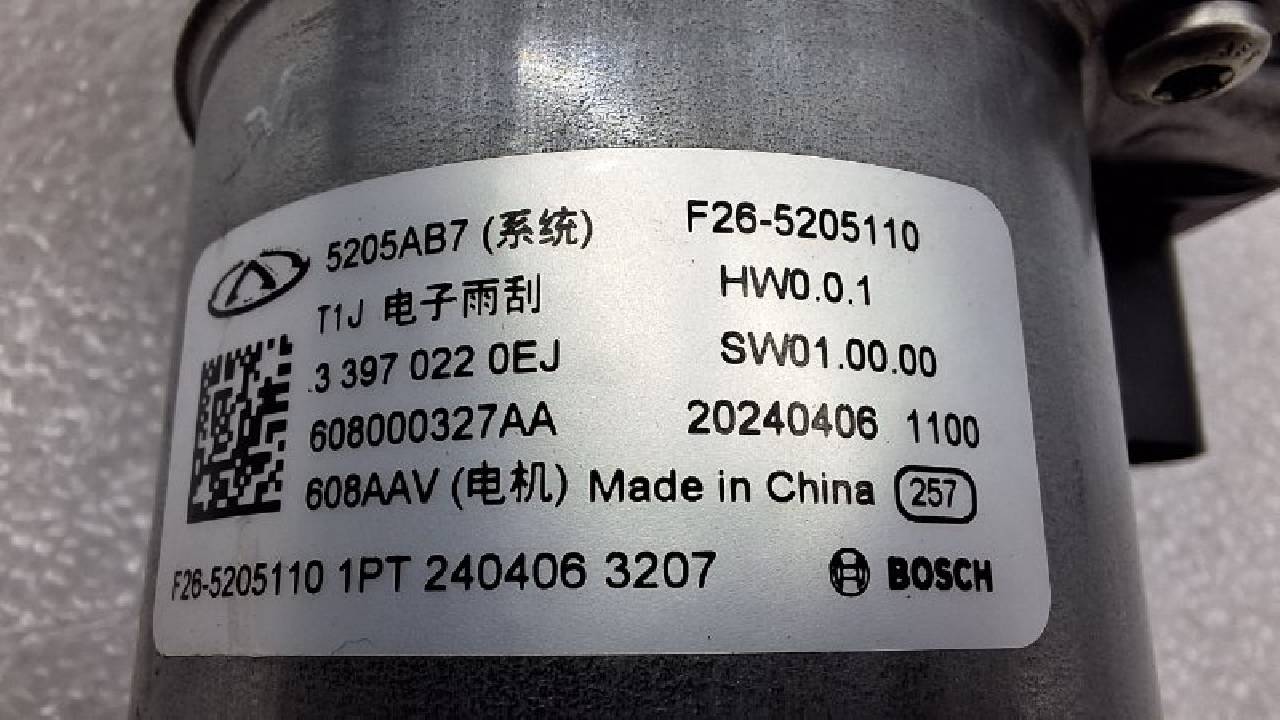 5205AB7 (系统) F26-5205110
T1J 电子雨刮 HW0.0.1
3 397 022 0EJ SW01.00.00
608000327AA 20240406 1100
608AAV (电机) Made in China 257
F26-5205110 1PT 240406 3207 BOSCH